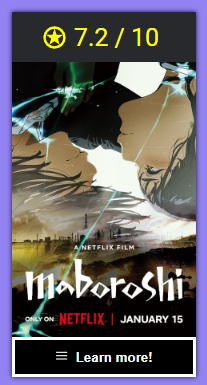 7.2 / 10
A NETFLIX FILM
maboroshi
ONLY ON NETFLIX | JANUARY 15
Learn more!